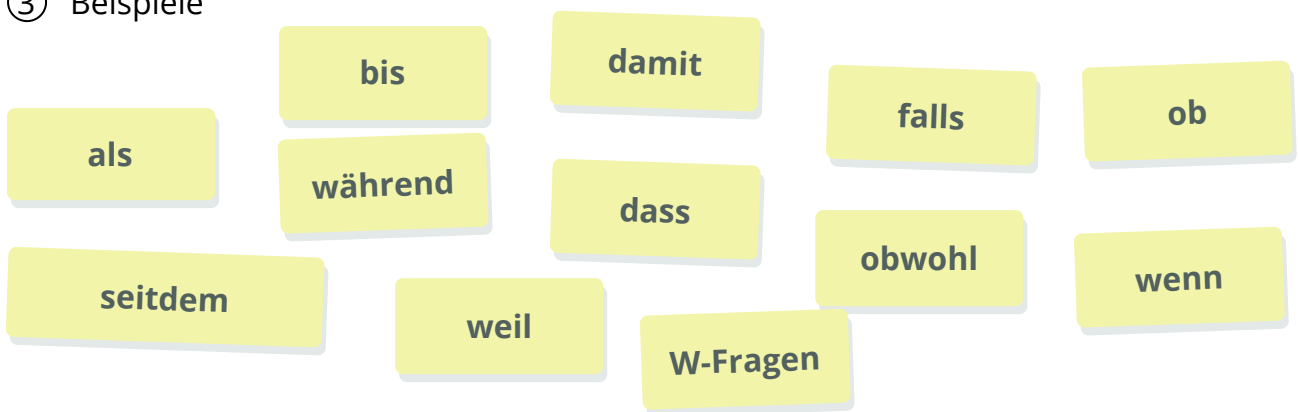 3 Beispiele
bis
damit
falls
ob
als
während
dass
obwohl
wenn
seitdem
weil
W-Fragen